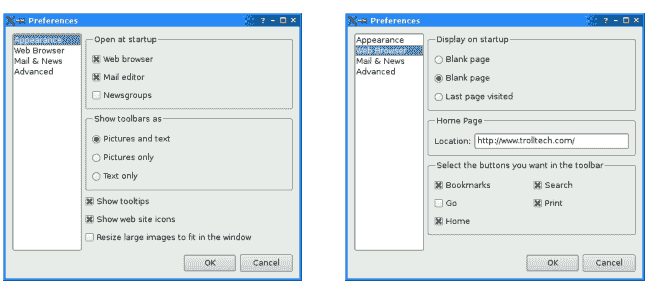 Preferences
Appearance
Web Browser
Mail & News
Advanced
Open at startup
Web browser
Mail editor
Newsgroups
Show toolbars as
Pictures and text
Pictures only
Text only
Show tooltips
Show web site icons
Resize large images to fit in the window
OK
Cancel
Preferences
Appearance
Web Browser
Mail & News
Advanced
Display on startup
Blank page
Blank page
Last page visited
Home Page
Location: http://www.trolltech.com/
Select the buttons you want in the toolbar
Bookmarks Search
Go Print
Home
OK Cancel